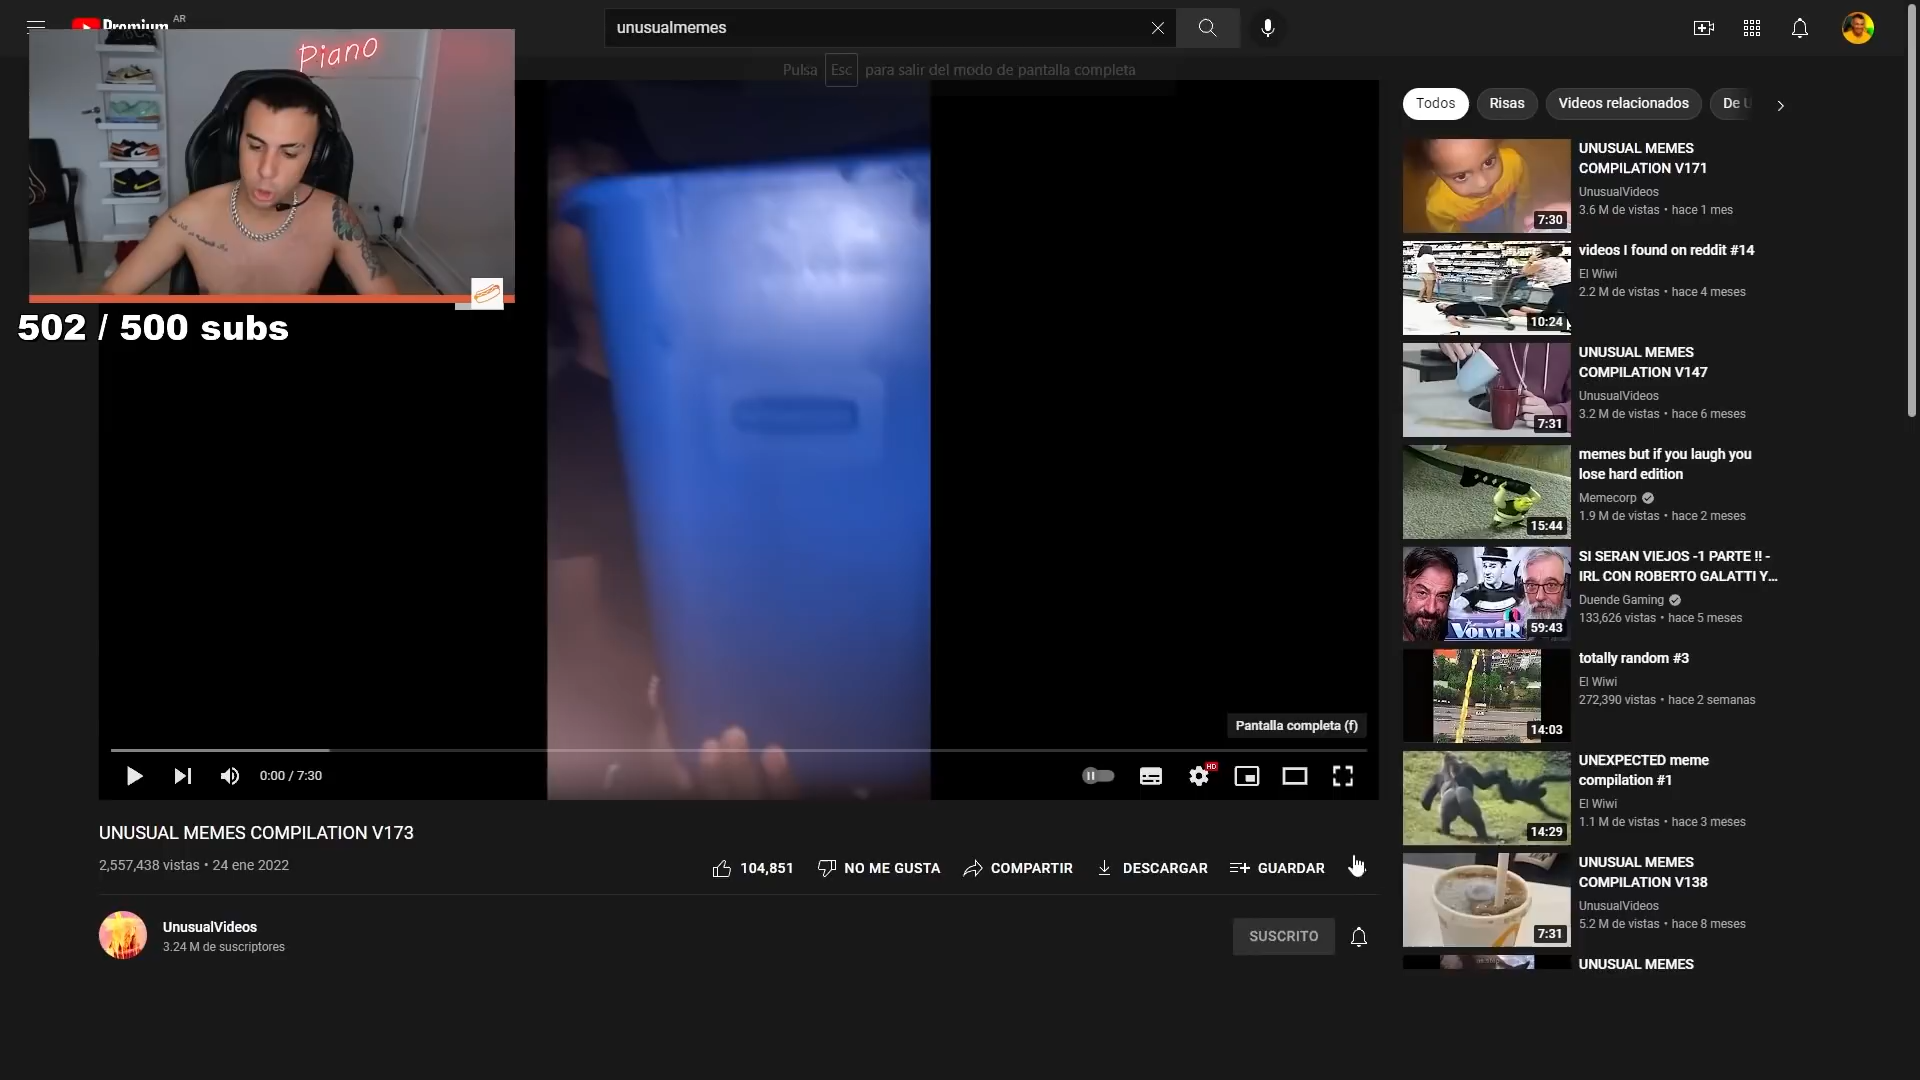 Premium AR
unusualmemes
Pulsa Esc para salir del modo de pantalla completa
Piano
502 / 500 subs
Pantalla completa (f)
0:00 / 7:30
HD
UNUSUAL MEMES COMPILATION V173
2,557,438 vistas • 24 ene 2022
104,851
NO ME GUSTA
COMPARTIR
DESCARGAR
GUARDAR
UnusualVideos
3.24 M de suscriptores
SUSCRITO
Todos
Risas
Videos relacionados
De U
UNUSUAL MEMES
COMPILATION V171
UnusualVideos
3.6 M de vistas • hace 1 mes
7:30
videos I found on reddit #14
El Wiwi
2.2 M de vistas • hace 4 meses
10:24
UNUSUAL MEMES
COMPILATION V147
UnusualVideos
3.2 M de vistas • hace 6 meses
7:31
memes but if you laugh you
lose hard edition
Memecorp
1.9 M de vistas • hace 2 meses
15:44
SI SERAN VIEJOS -1 PARTE !! -
IRL CON ROBERTO GALATTI Y...
Duende Gaming
133,626 vistas • hace 5 meses
VOLVER
59:43
totally random #3
El Wiwi
272,390 vistas • hace 2 semanas
14:03
UNEXPECTED meme
compilation #1
El Wiwi
1.1 M de vistas • hace 3 meses
14:29
UNUSUAL MEMES
COMPILATION V138
UnusualVideos
5.2 M de vistas • hace 8 meses
7:31
UNUSUAL MEMES